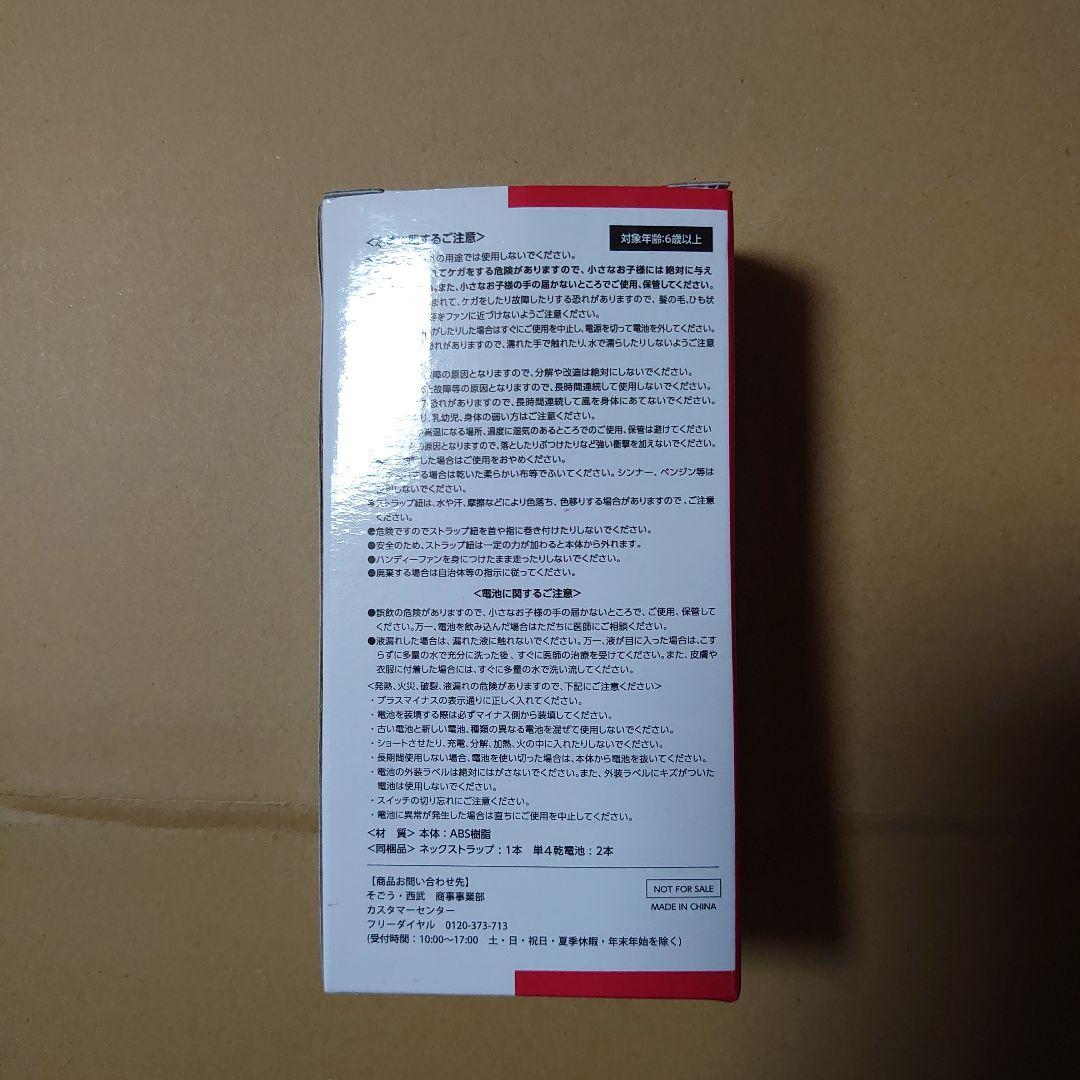 するご注意>
対象年齢:6歳以上
の用途では使用しないでください。
てケガをする危険がありますので、小さなお子様には絶対に与え
。また、小さなお子様の手の届かないところでご使用、保管してください。
まれて、ケガをしたり故障したりする恐れがありますので、髪の毛、ひも状
をファンに近づけないようご注意ください。
がしたりした場合はすぐにご使用を中止し、電源を切って電池を外してください。
れがありますので、濡れた手で触れたり、水で濡らしたりしないようご注意
障の原因となりますので、分解や改造は絶対にしないでください。
故障等の原因となりますので、長時間連続して使用しないでください。
恐れがありますので、長時間連続して風を身体にあてないでください。
り、乳幼児、身体の弱い方はご注意ください。
高温になる場所、過度に湿気のあるところでのご使用、保管は避けてください
の原因となりますので、落としたりぶつけたりなど強い衝撃を加えないでください。
した場合はご使用をおやめください。
る場合は乾いた柔らかい布等でふいてください。シンナー、ベンジン等は
しないでください。
●ストラップ紐は、水や汗、摩擦などにより色落ち、色移りする場合がありますので、ご注意
ください。
●危険ですのでストラップ紐を首や指に巻き付けたりしないでください。
●安全のため、ストラップ紐は一定の力が加わると本体から外れます。
●ハンディーファンを身につけたまま走ったりしないでください。
●廃棄する場合は自治体等の指示に従ってください。
<電池に関するご注意>
●誤飲の危険がありますので、小さなお子様の手の届かないところで、ご使用、保管して
ください。万一、電池を飲み込んだ場合はただちに医師にご相談ください。
●液漏れした場合は、漏れた液に触れないでください。万一、液が目に入った場合は、こす
らずに多量の水で充分に洗った後、すぐに医師の治療を受けてください。また、皮膚や
衣服に付着した場合には、すぐに多量の水で洗い流してください。
<発熱、火災、破裂、液漏れの危険がありますので、下記にご注意ください>
・プラスマイナスの表示通りに正しく入れてください。
・電池を装填する際は必ずマイナス側から装填してください。
・古い電池と新しい電池、種類の異なる電池を混ぜて使用しないでください。
・ショートさせたり、充電、分解、加熱、火の中に入れたりしないでください。
・長期間使用しない場合、電池を使い切った場合は、本体から電池を抜いてください。
・電池の外装ラベルは絶対にはがさないでください。また、外装ラベルにキズがついた
電池は使用しないでください。
・スイッチの切り忘れにご注意ください。
・電池に異常が発生した場合は直ちにご使用を中止してください。
<材　質> 本体：ABS樹脂
<同梱品> ネックストラップ：1本　単4乾電池：2本
【商品お問い合わせ先】
そごう・西武　商事事業部
カスタマーセンター
フリーダイヤル　0120-373-713
(受付時間：10:00〜17:00　土・日・祝日・夏季休暇・年末年始を除く)
NOT FOR SALE
MADE IN CHINA